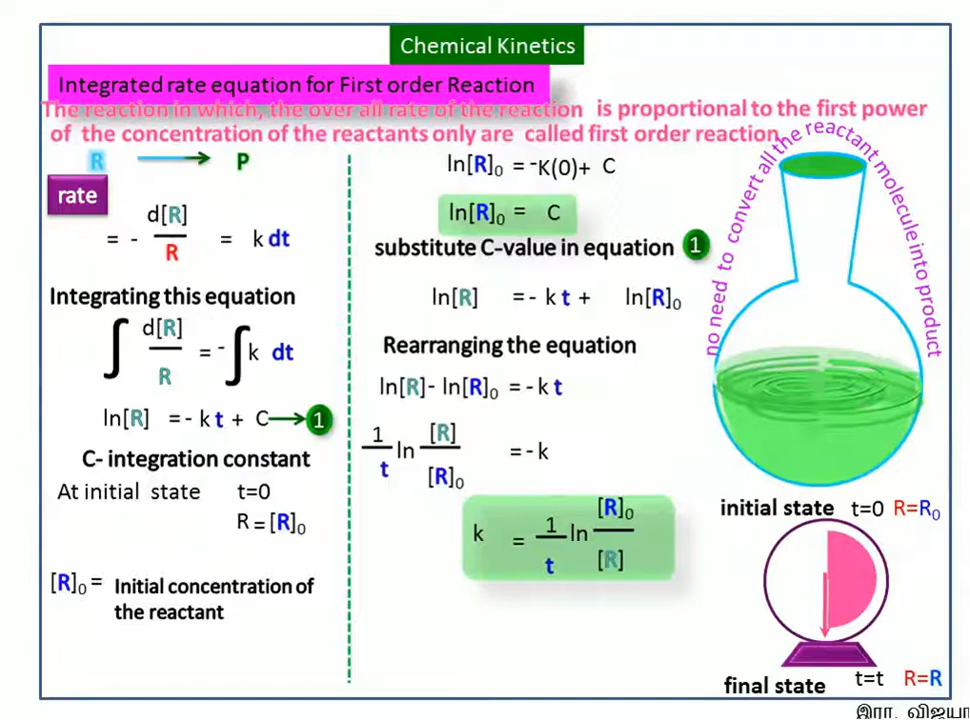 Chemical Kinetics
Integrated rate equation for First order Reaction
The reaction in which, the over all rate of the reaction is proportional to the first power
of the concentration of the reactants only are called first order reaction.
R → P
rate
= - d[R]/R = k dt
Integrating this equation
∫ d[R]/R = - ∫ k dt
ln[R] = - k t + C → 1
C- integration constant
At initial state t=0
R = [R]₀
[R]₀ = Initial concentration of
the reactant
ln[R]₀ = -K(0)+ C
ln[R]₀ = C
substitute C-value in equation 1
ln[R] = - k t + ln[R]₀
Rearranging the equation
ln[R]- ln[R]₀ = - k t
1/t ln [R]/[R]₀ = - k
k = 1/t ln [R]₀/[R]
no need to convert all the reactant molecule into product
initial state t=0 R=R₀
final state t=t R=R
இரா. விஜயா